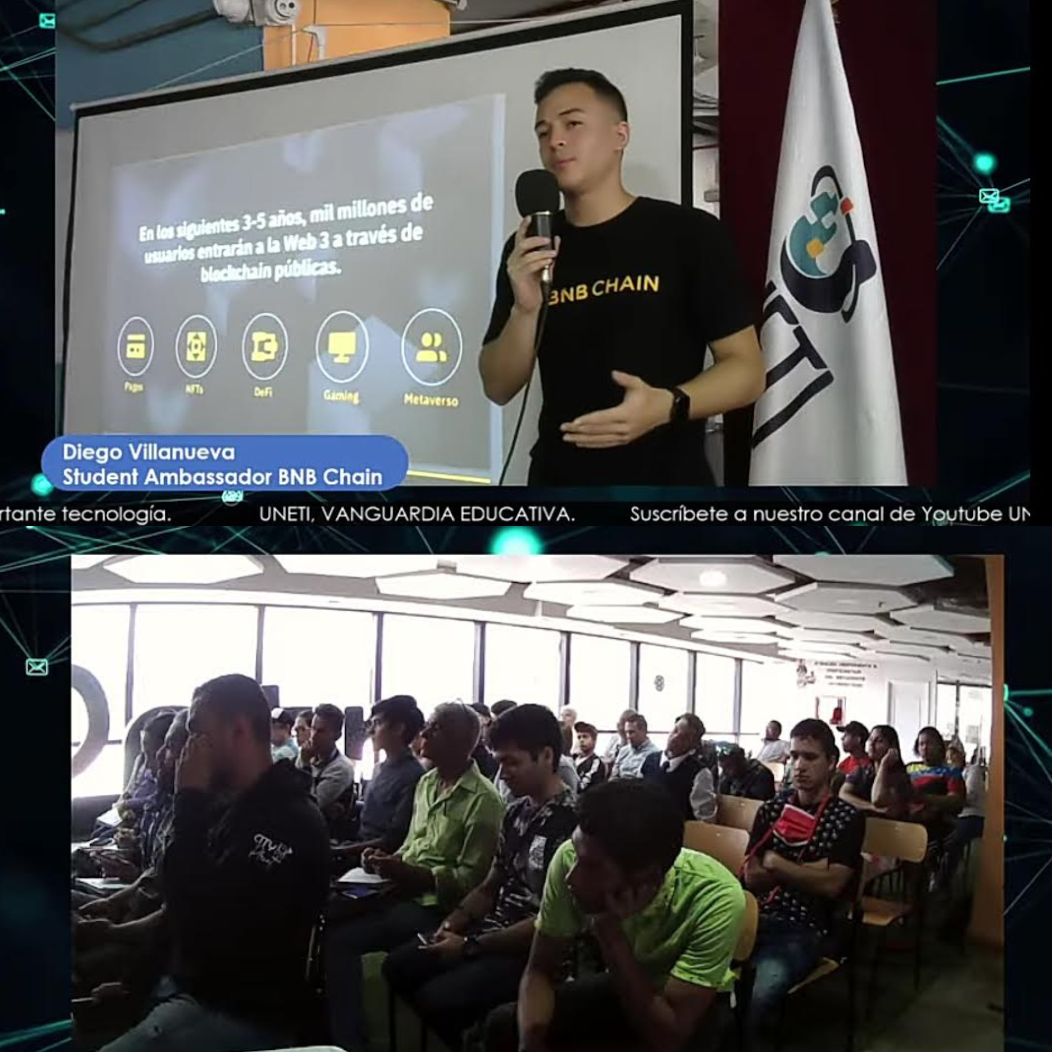 En los siguientes 3-5 años, mil millones de
usuarios entrarán a la Web 3 a través de
blockchain públicas.
Pagos
NFTs
DeFi
Gaming
Metaverso
BNB CHAIN
Diego Villanueva
Student Ambassador BNB Chain
rtante tecnología. UNETI, VANGUARDIA EDUCATIVA. Suscríbete a nuestro canal de Youtube UN